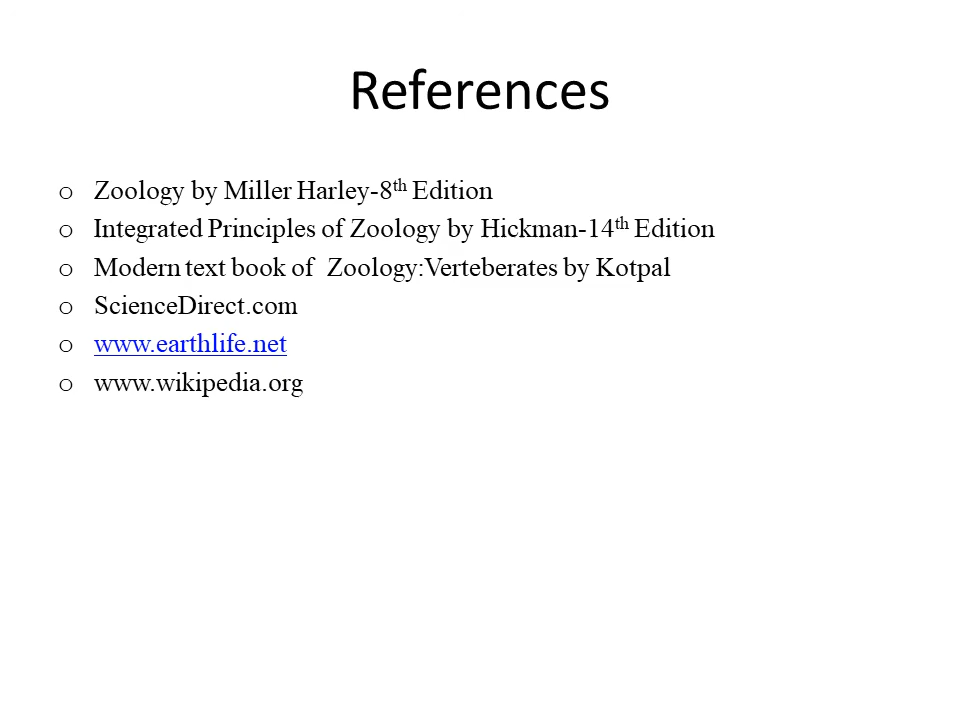 References
o Zoology by Miller Harley-8th Edition
o Integrated Principles of Zoology by Hickman-14th Edition
o Modern text book of  Zoology:Verteberates by Kotpal
o ScienceDirect.com
o www.earthlife.net
o www.wikipedia.org